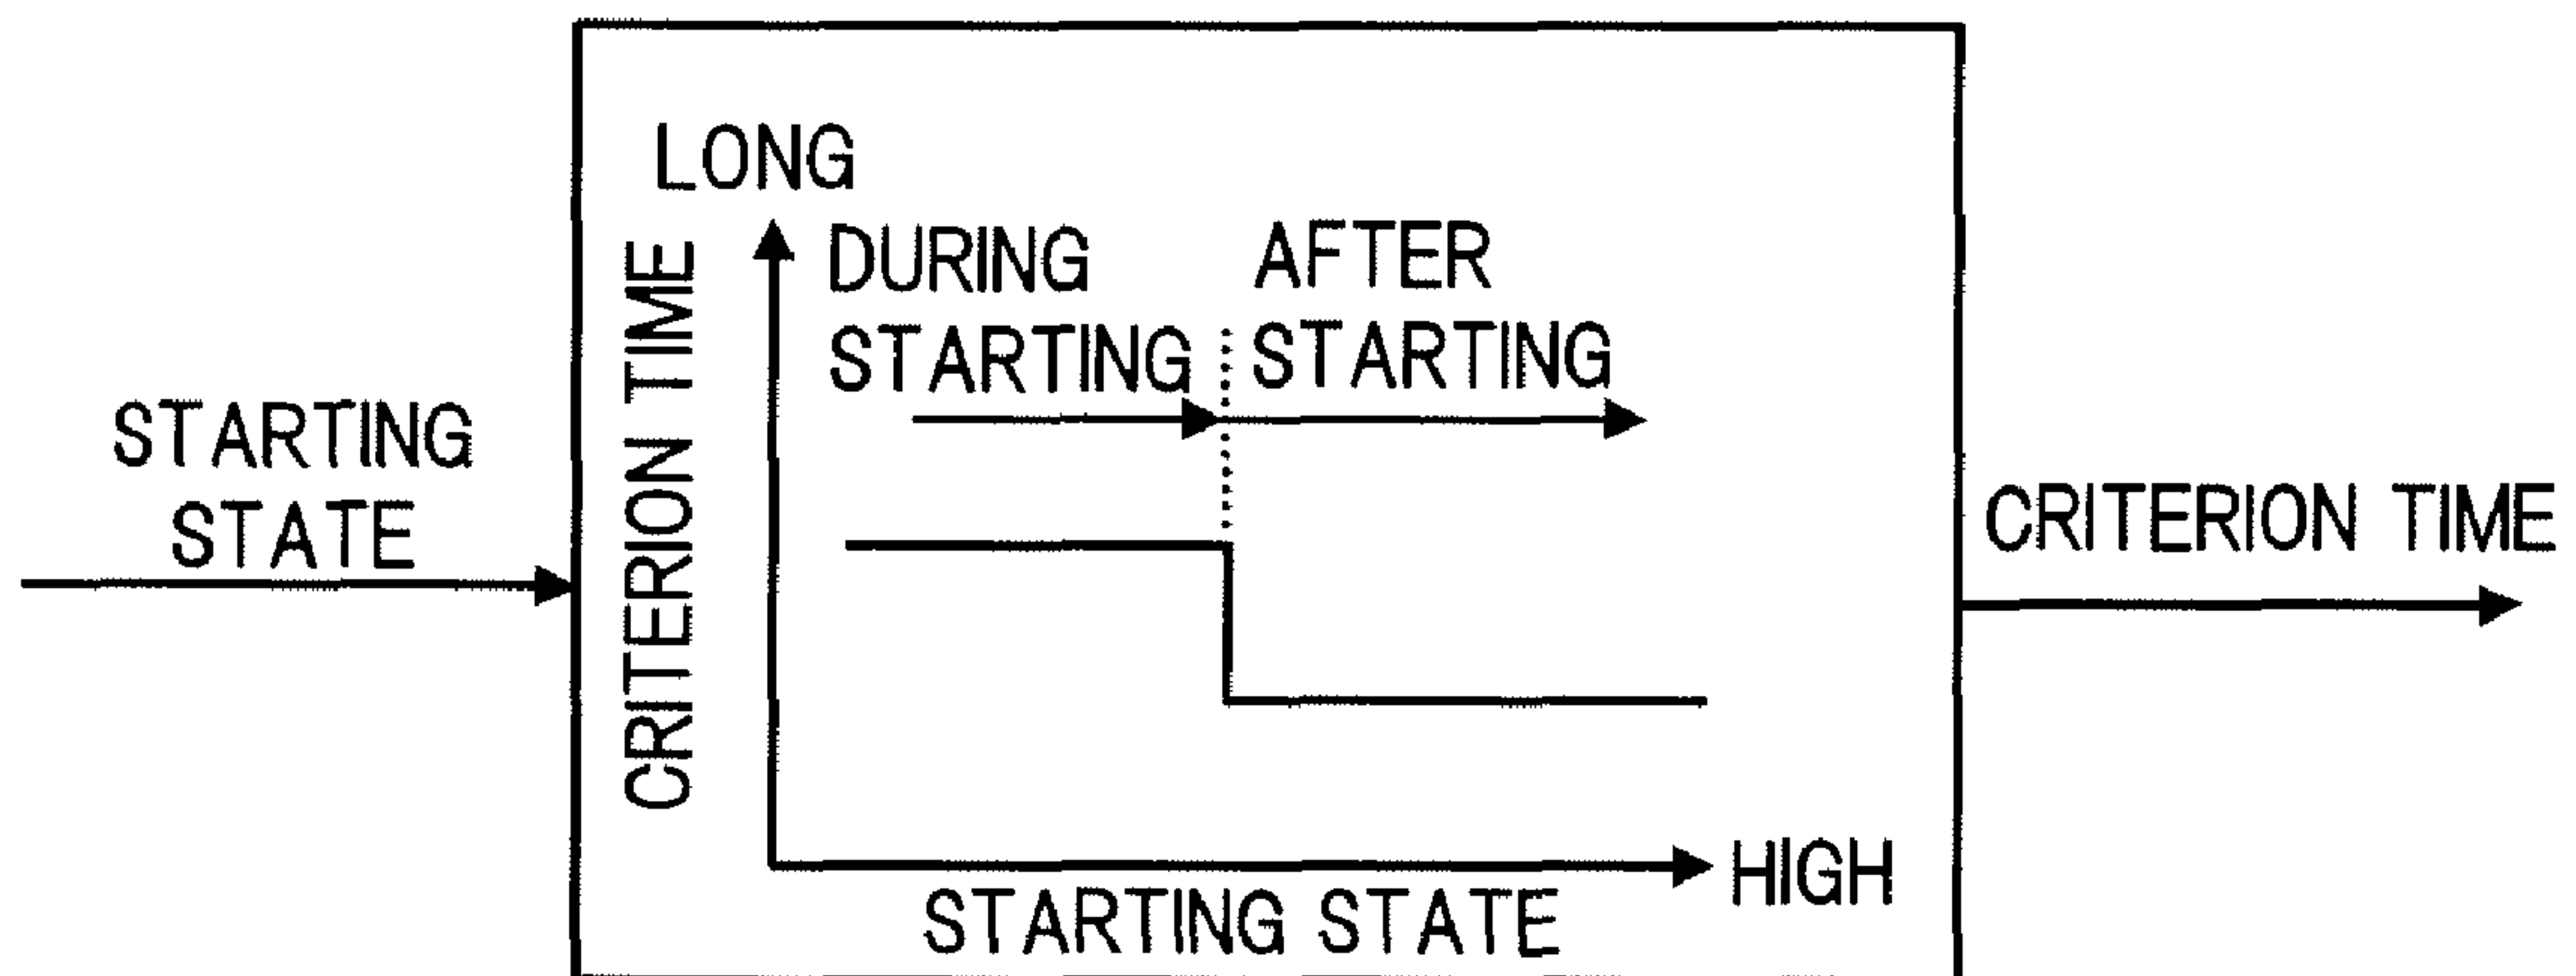 STARTING
STATE
LONG
CRITERION TIME
DURING
STARTING
AFTER
STARTING
HIGH
STARTING STATE
CRITERION TIME